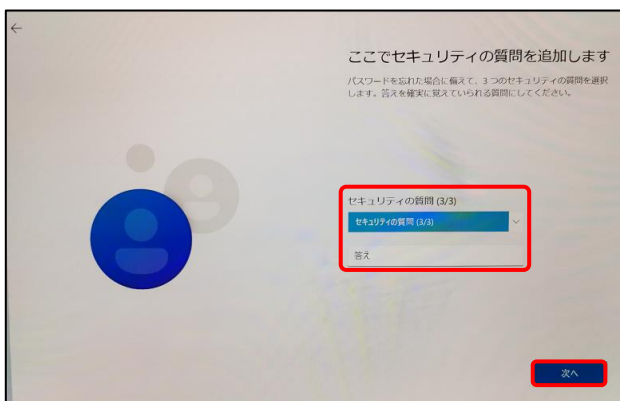 ここでセキュリティの質問を追加します
パスワードを忘れた場合に備えて、3 つのセキュリティの質問を選択
します。答えを確実に覚えていられる質問にしてください。
セキュリティの質問 (3/3)
セキュリティの質問 (3/3)
答え
次へ